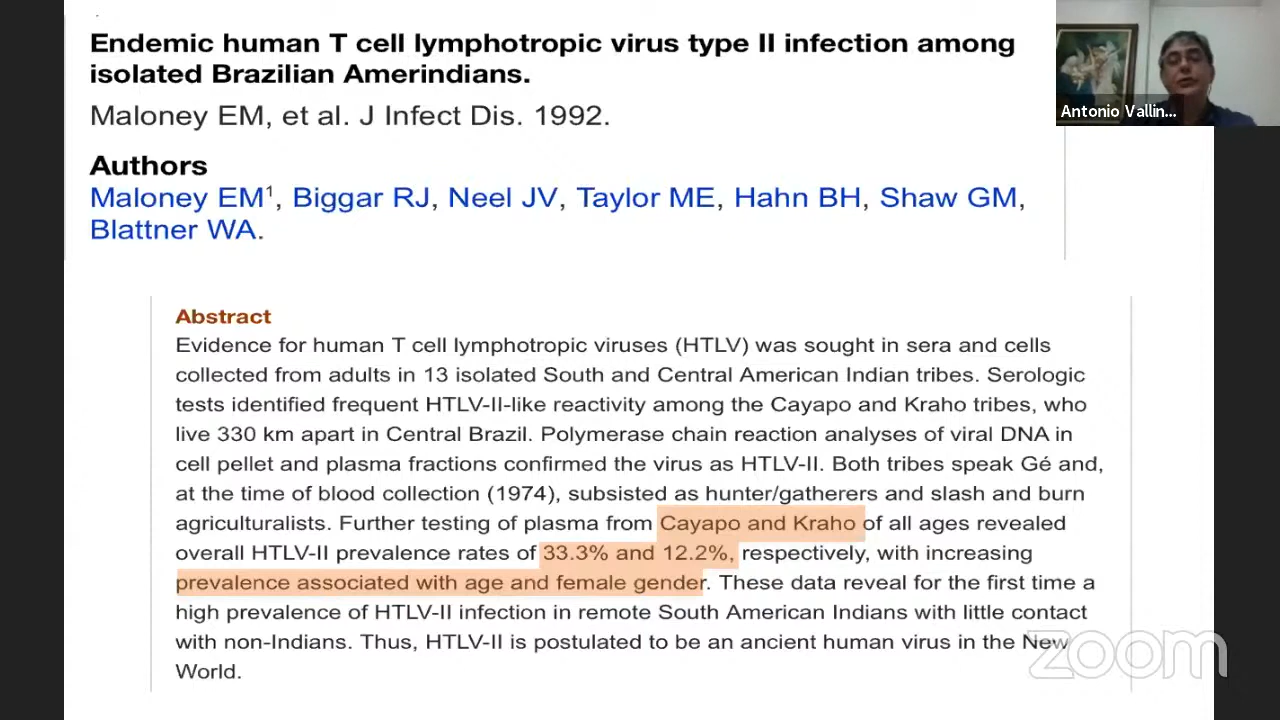 Endemic human T cell lymphotropic virus type II infection among
isolated Brazilian Amerindians.
Maloney EM, et al. J Infect Dis. 1992.
Authors
Maloney EM1, Biggar RJ, Neel JV, Taylor ME, Hahn BH, Shaw GM,
Blattner WA.
Antonio Vallin...
Abstract
Evidence for human T cell lymphotropic viruses (HTLV) was sought in sera and cells
collected from adults in 13 isolated South and Central American Indian tribes. Serologic
tests identified frequent HTLV-II-like reactivity among the Cayapo and Kraho tribes, who
live 330 km apart in Central Brazil. Polymerase chain reaction analyses of viral DNA in
cell pellet and plasma fractions confirmed the virus as HTLV-II. Both tribes speak Gé and,
at the time of blood collection (1974), subsisted as hunter/gatherers and slash and burn
agriculturalists. Further testing of plasma from Cayapo and Kraho of all ages revealed
overall HTLV-II prevalence rates of 33.3% and 12.2%, respectively, with increasing
prevalence associated with age and female gender. These data reveal for the first time a
high prevalence of HTLV-II infection in remote South American Indians with little contact
with non-Indians. Thus, HTLV-II is postulated to be an ancient human virus in the New
World.
zoom